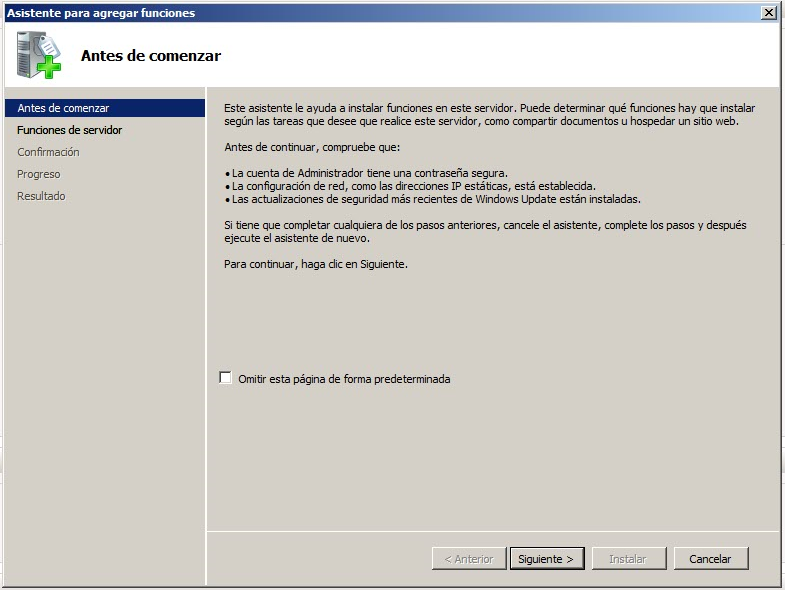 Asistente para agregar funciones
Antes de comenzar
Antes de comenzar
Funciones de servidor
Confirmación
Progreso
Resultado
Este asistente le ayuda a instalar funciones en este servidor. Puede determinar qué funciones hay que instalar
según las tareas que desee que realice este servidor, como compartir documentos u hospedar un sitio web.
Antes de continuar, compruebe que:
• La cuenta de Administrador tiene una contraseña segura.
• La configuración de red, como las direcciones IP estáticas, está establecida.
• Las actualizaciones de seguridad más recientes de Windows Update están instaladas.
Si tiene que completar cualquiera de los pasos anteriores, cancele el asistente, complete los pasos y después
ejecute el asistente de nuevo.
Para continuar, haga clic en Siguiente.
Omitir esta página de forma predeterminada
< Anterior Siguiente > Instalar Cancelar